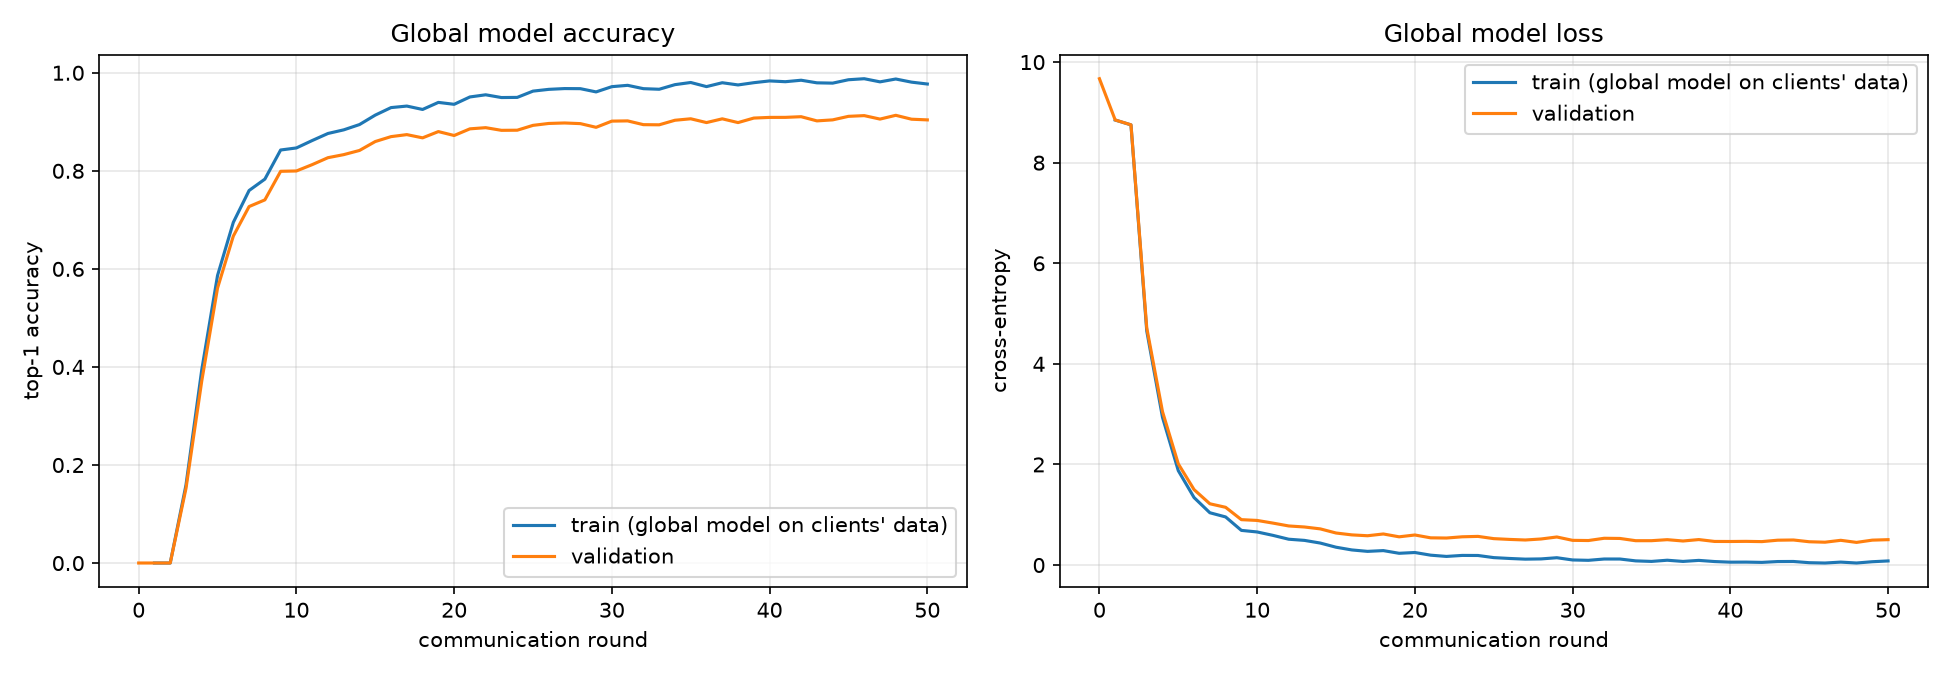 Global model accuracy
top-1 accuracy
1.0
0.8
0.6
0.4
0.2
0.0
train (global model on clients' data)
validation
0 10 20 30 40 50
communication round
Global model loss
cross-entropy
10
8
6
4
2
0
train (global model on clients' data)
validation
0 10 20 30 40 50
communication round